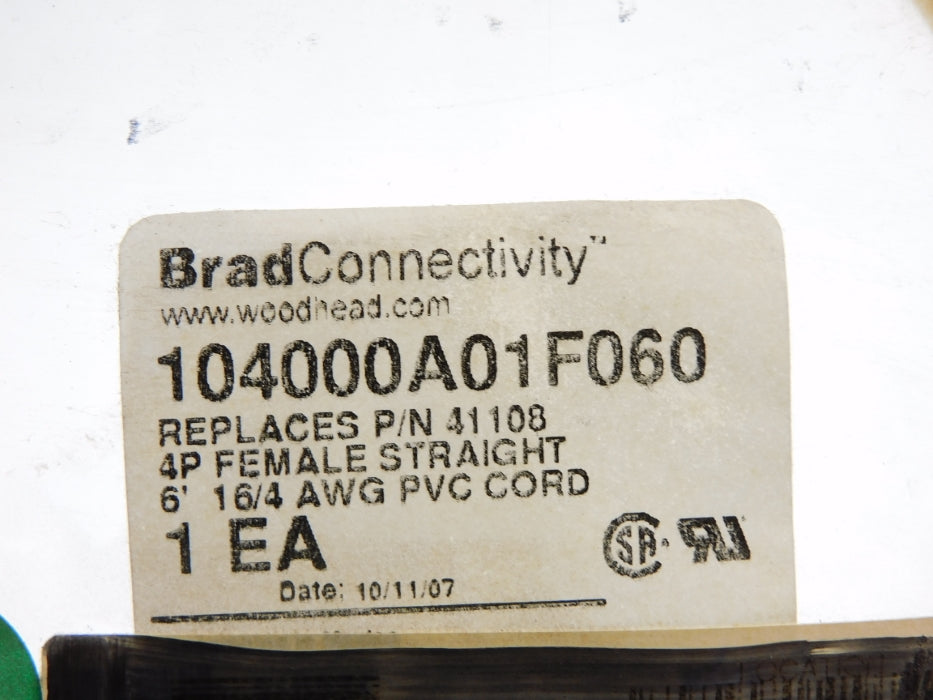 BradConnectivity™
www.woodhead.com
104000A01F060
REPLACES P/N 41108
4P FEMALE STRAIGHT
6' 16/4 AWG PVC CORD
1 EA
Date: 10/11/07